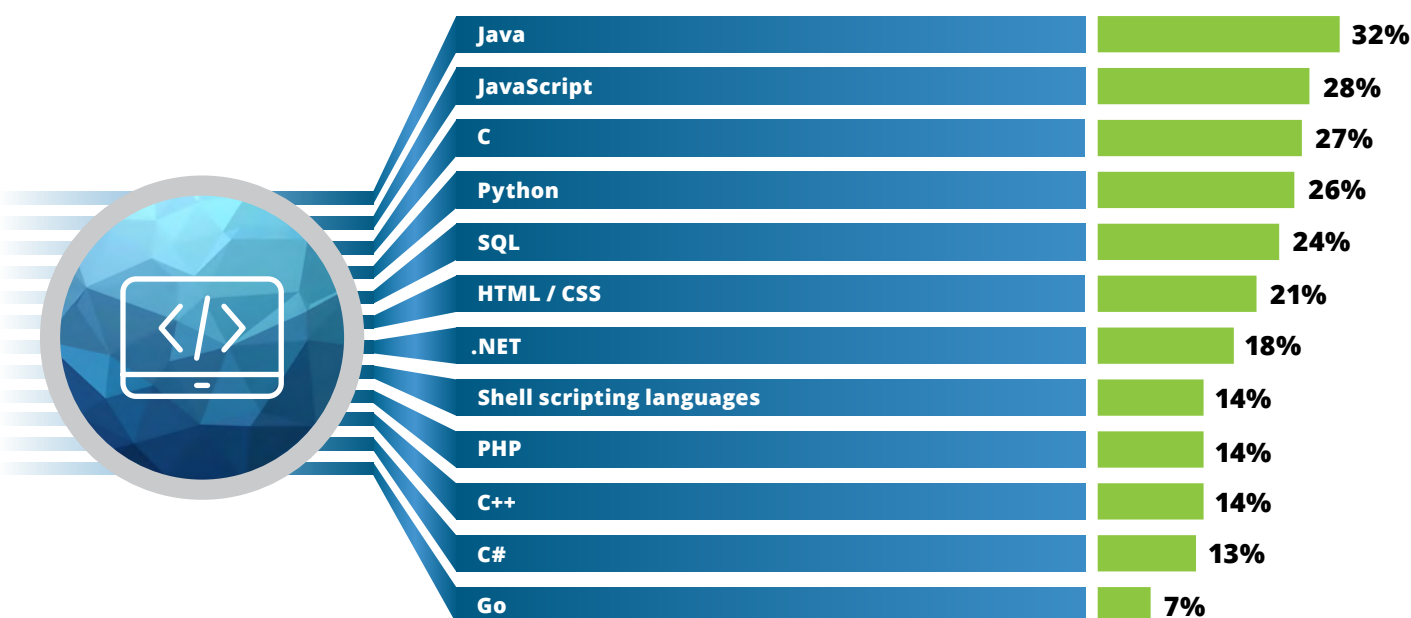 Java 32%
JavaScript 28%
C 27%
Python 26%
SQL 24%
HTML / CSS 21%
.NET 18%
Shell scripting languages 14%
PHP 14%
C++ 14%
C# 13%
Go 7%